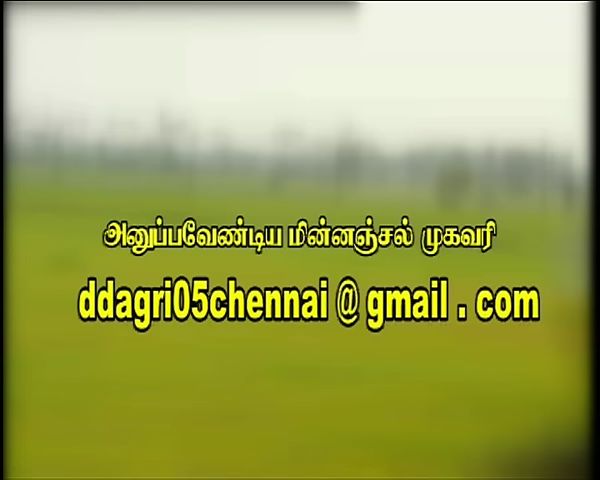 அனுப்பவேண்டிய மின்னஞ்சல் முகவரி
ddagri05chennai @ gmail . com